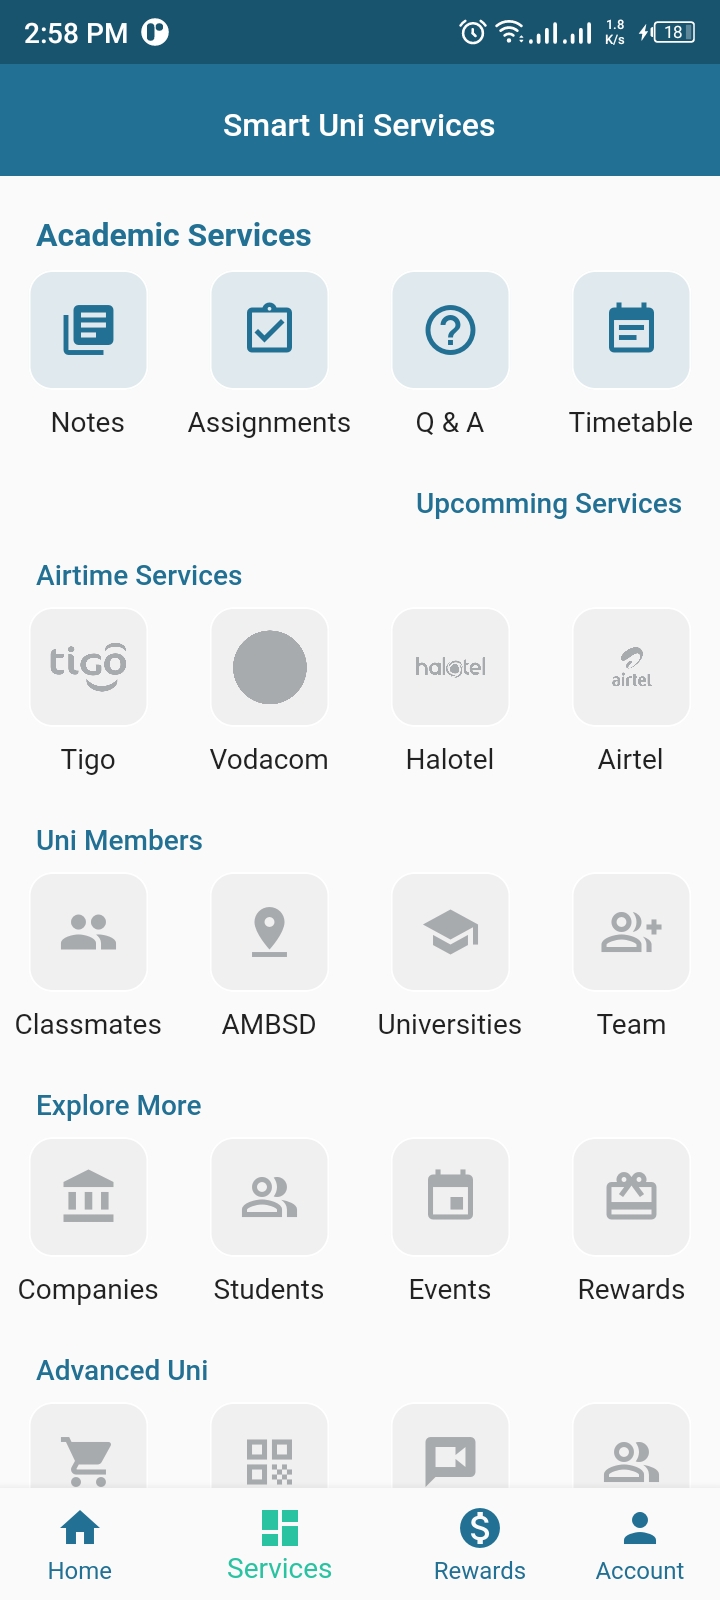 2:58 PM
1.8
K/s
18
Smart Uni Services
Academic Services
Notes Assignments Q & A Timetable
Upcomming Services
Airtime Services
tigo halotel airtel
Tigo Vodacom Halotel Airtel
Uni Members
Classmates AMBSD Universities Team
Explore More
Companies Students Events Rewards
Advanced Uni
Home Services Rewards Account